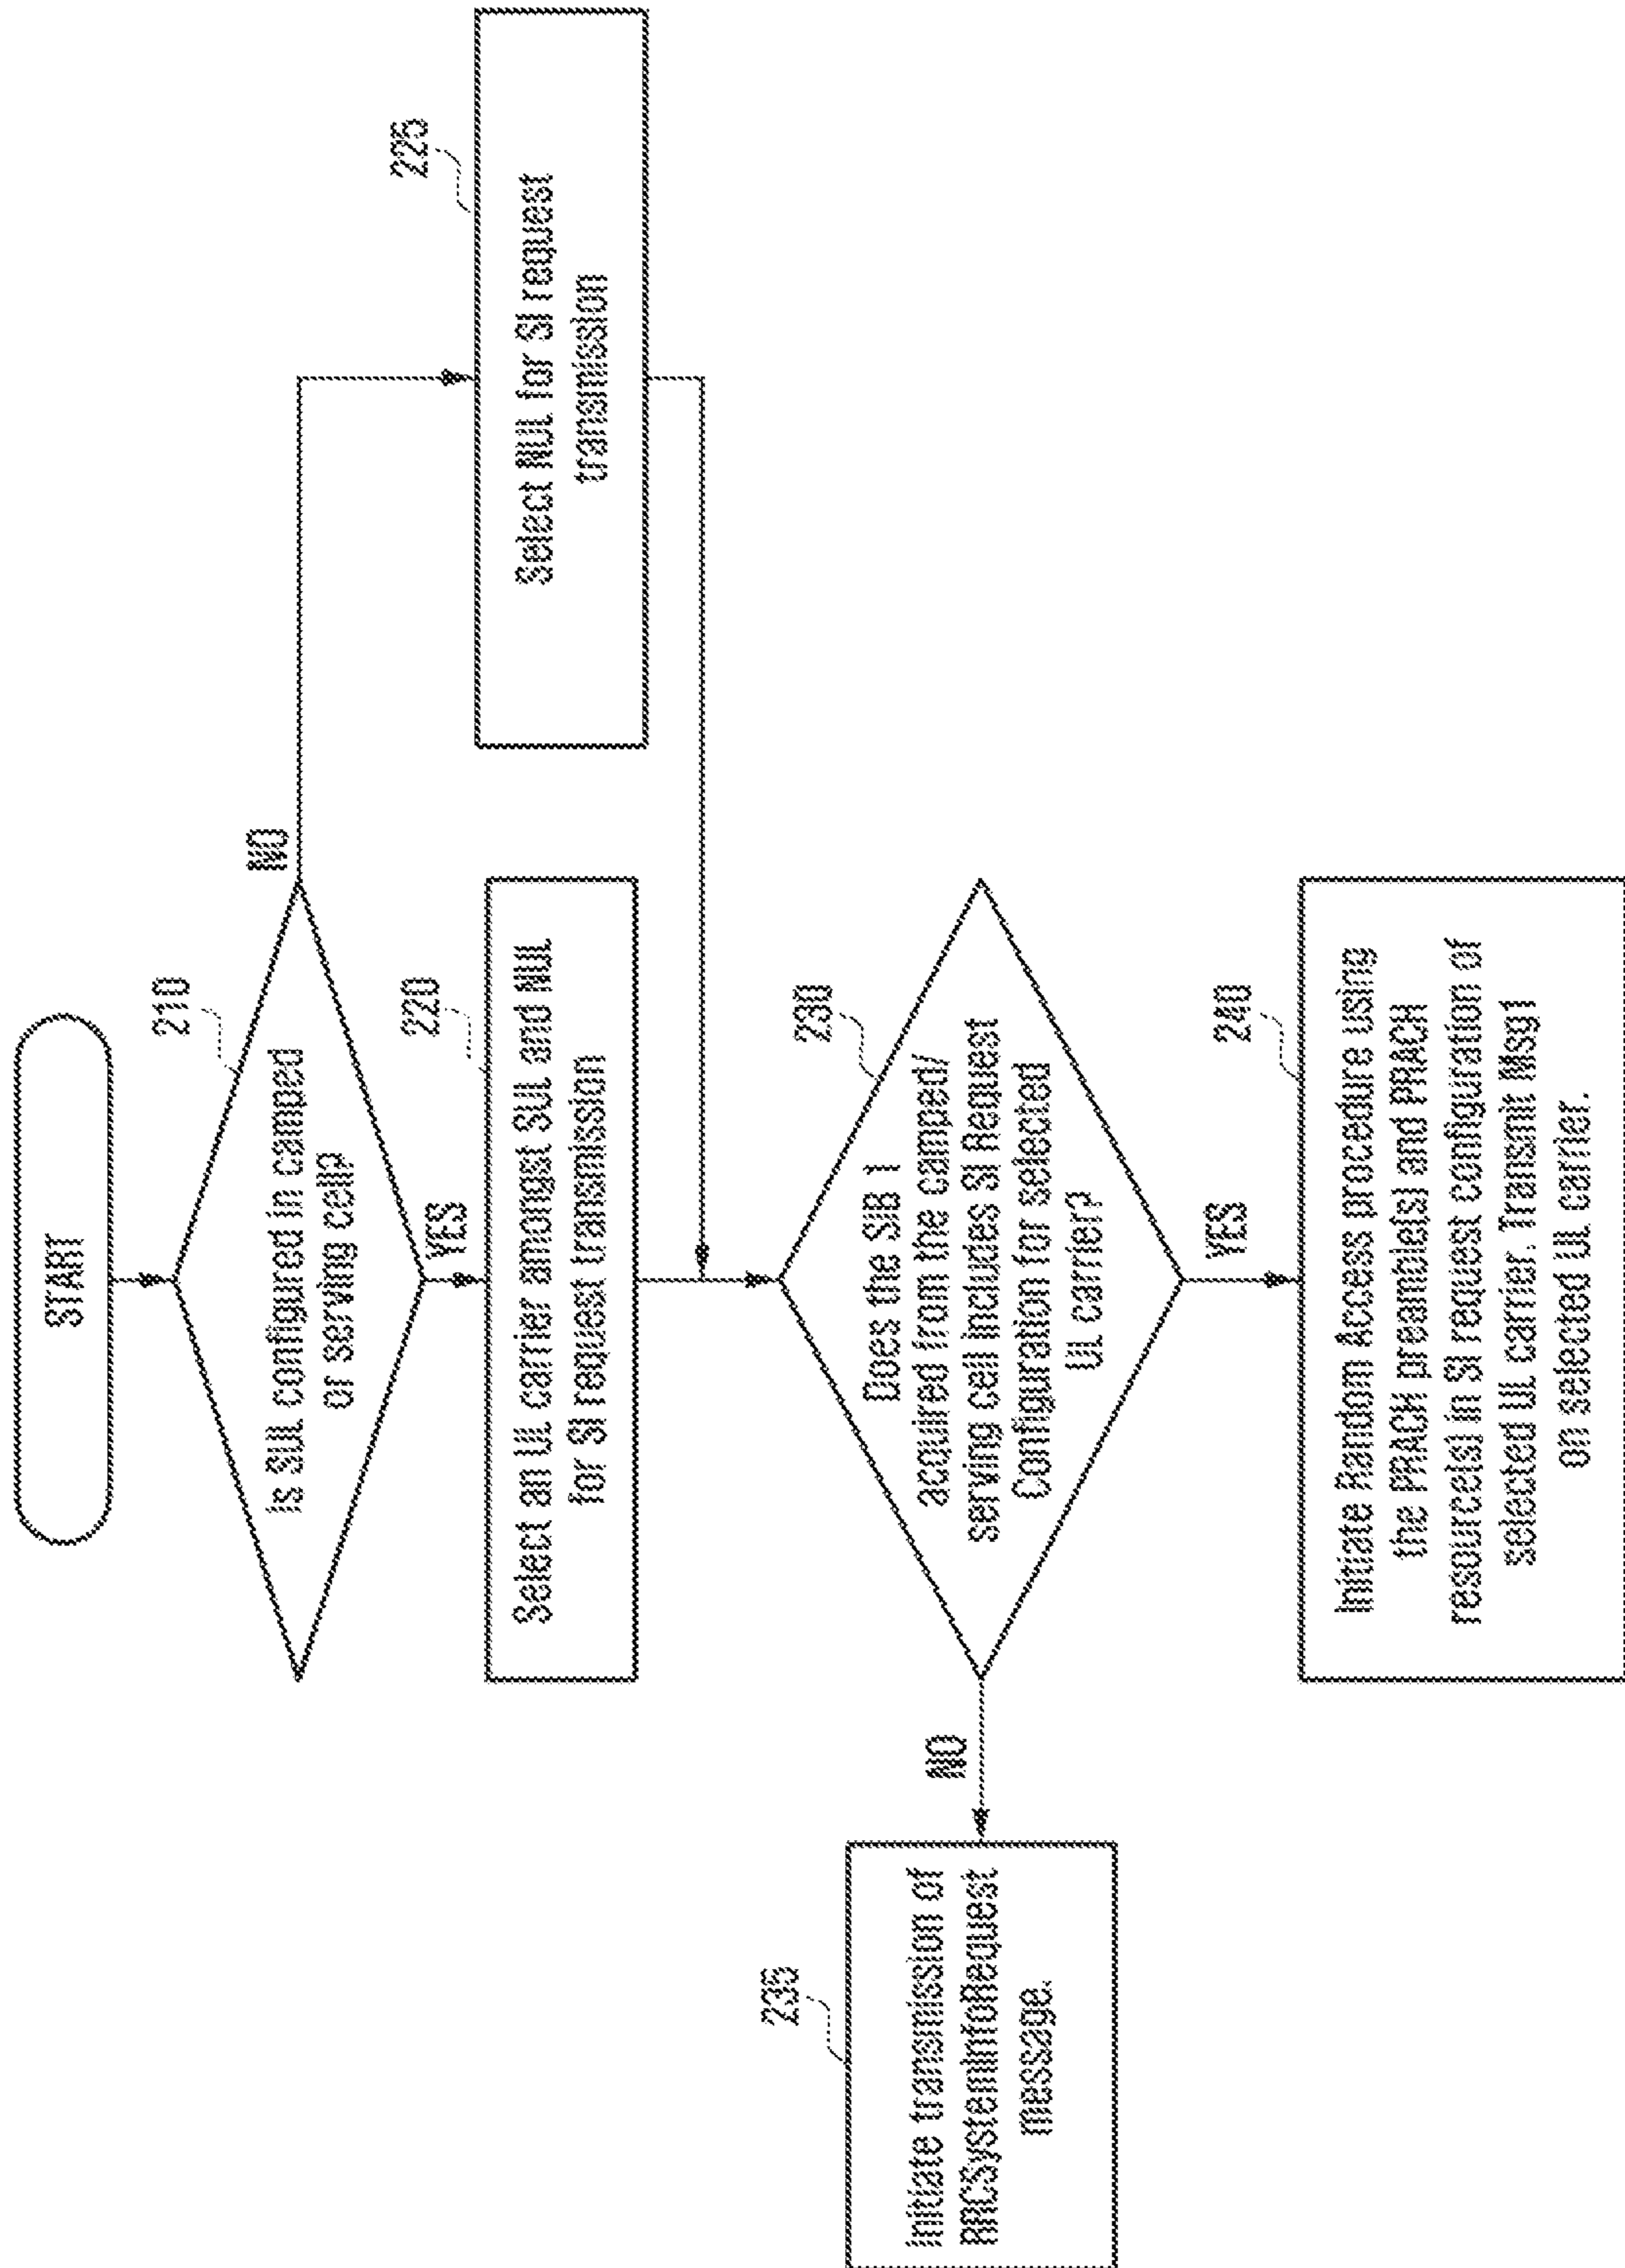 START
210
Is SUL configured in camped
or serving cell?
NO
YES
220
Select an UL carrier amongst SUL and NUL
for SI request transmission
225
Select NUL for SI request
transmission
230
Does the SIB 1
acquired from the camped/
serving cell includes SI Request
Configuration for selected
UL carrier?
NO
YES
235
Initiate transmission of
RRCSystemInfoRequest
message.
240
Initiate Random Access procedure using
the PRACH preamble(s) and PRACH
resource(s) in SI request configuration of
selected UL carrier. Transmit Msg1
on selected UL carrier.